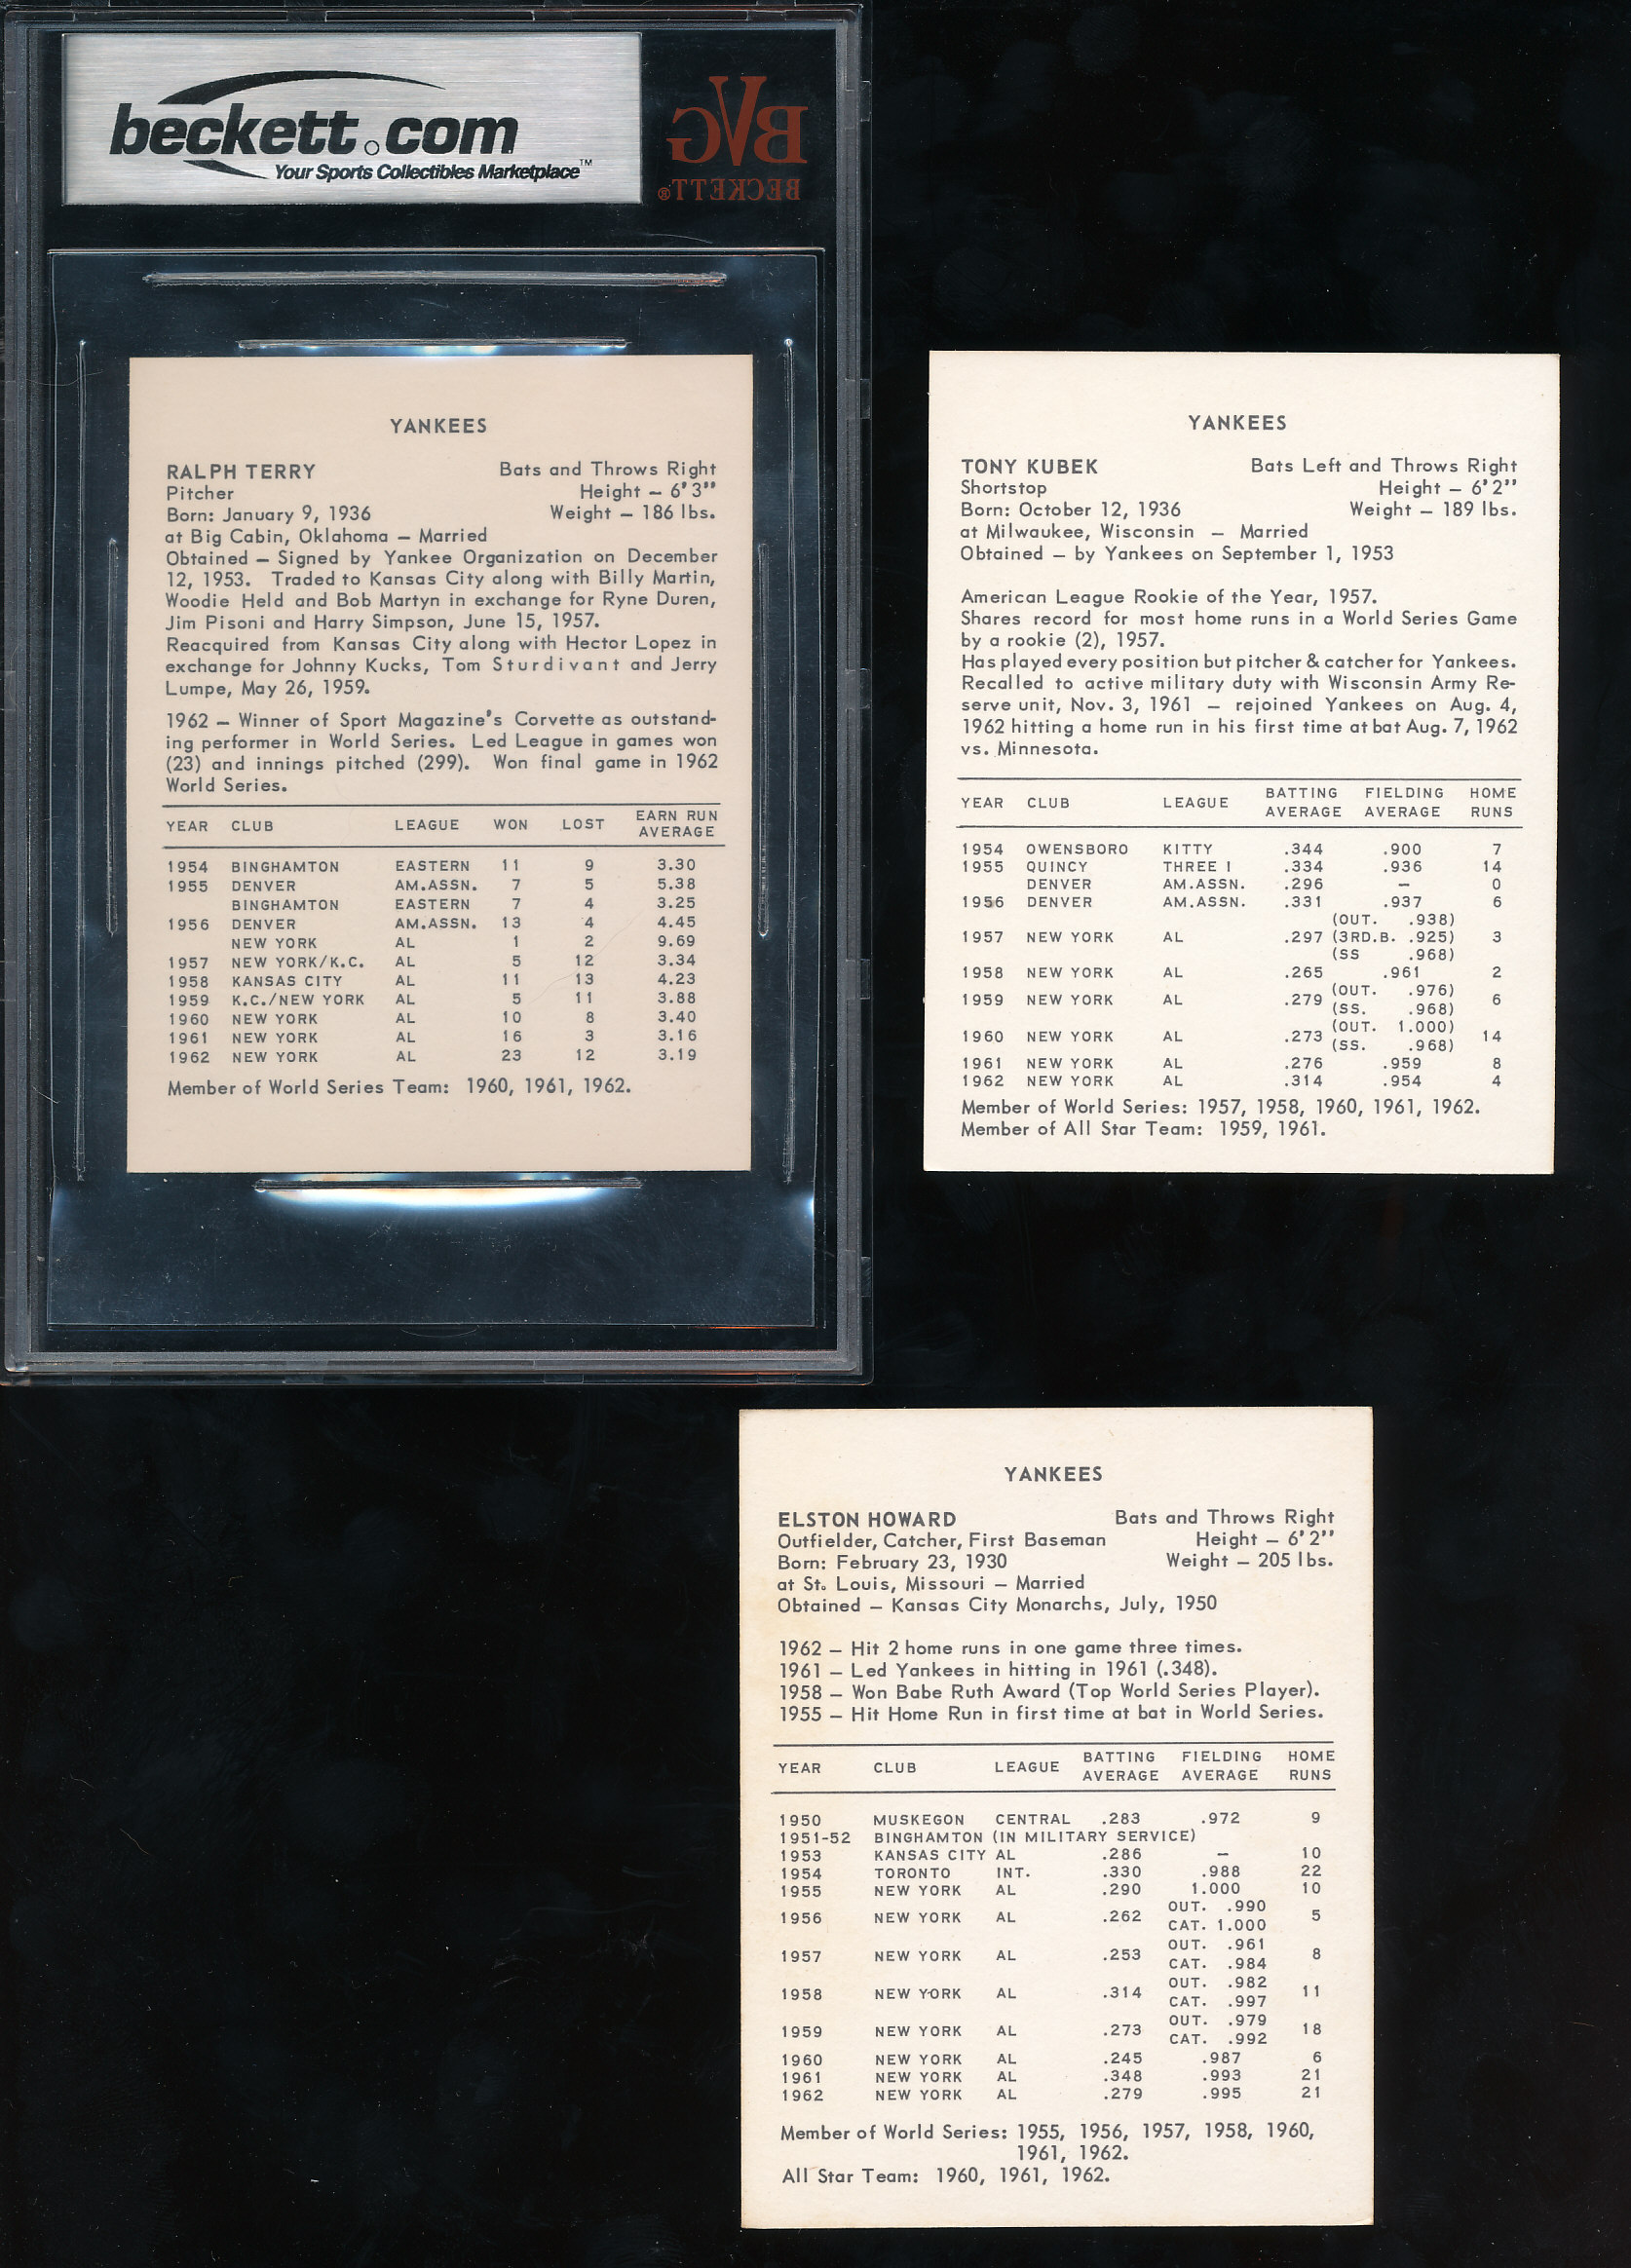 beckett.com
Your Sports Collectibles Marketplace™
BVG
BECKETT®
YANKEES
RALPH TERRY Bats and Throws Right
Pitcher Height – 6'3"
Born: January 9, 1936 Weight – 186 lbs.
at Big Cabin, Oklahoma – Married
Obtained – Signed by Yankee Organization on December
12, 1953. Traded to Kansas City along with Billy Martin,
Woodie Held and Bob Martyn in exchange for Ryne Duren,
Jim Pisoni and Harry Simpson, June 15, 1957.
Reacquired from Kansas City along with Hector Lopez in
exchange for Johnny Kucks, Tom Sturdivant and Jerry
Lumpe, May 26, 1959.
1962 – Winner of Sport Magazine's Corvette as outstand-
ing performer in World Series. Led League in games won
(23) and innings pitched (299). Won final game in 1962
World Series.
YEAR CLUB LEAGUE WON LOST EARN RUN AVERAGE
1954 BINGHAMTON EASTERN 11 9 3.30
1955 DENVER AM.ASSN. 7 5 5.38
BINGHAMTON EASTERN 7 4 3.25
1956 DENVER AM.ASSN. 13 4 4.45
NEW YORK AL 1 2 9.69
1957 NEW YORK/K.C. AL 5 12 3.34
1958 KANSAS CITY AL 11 13 4.23
1959 K.C./NEW YORK AL 5 11 3.88
1960 NEW YORK AL 10 8 3.40
1961 NEW YORK AL 16 3 3.16
1962 NEW YORK AL 23 12 3.19
Member of World Series Team: 1960, 1961, 1962.
YANKEES
TONY KUBEK Bats Left and Throws Right
Shortstop Height – 6'2"
Born: October 12, 1936 Weight – 189 lbs.
at Milwaukee, Wisconsin – Married
Obtained – by Yankees on September 1, 1953
American League Rookie of the Year, 1957.
Shares record for most home runs in a World Series Game
by a rookie (2), 1957.
Has played every position but pitcher & catcher for Yankees.
Recalled to active military duty with Wisconsin Army Re-
serve unit, Nov. 3, 1961 – rejoined Yankees on Aug. 4,
1962 hitting a home run in his first time at bat Aug. 7, 1962
vs. Minnesota.
YEAR CLUB LEAGUE BATTING AVERAGE FIELDING AVERAGE HOME RUNS
1954 OWENSBORO KITTY .344 .900 7
1955 QUINCY THREE I .334 .936 14
DENVER AM.ASSN. .296 – 0
1956 DENVER AM.ASSN. .331 .937 6
(OUT. .938)
1957 NEW YORK AL .297 (3RD.B. .925) 3
(SS .968)
1958 NEW YORK AL .265 .961 2
(OUT. .976)
1959 NEW YORK AL .279 6
(SS. .968)
(OUT. 1.000)
1960 NEW YORK AL .273 14
(SS. .968)
1961 NEW YORK AL .276 .959 8
1962 NEW YORK AL .314 .954 4
Member of World Series: 1957, 1958, 1960, 1961, 1962.
Member of All Star Team: 1959, 1961.
YANKEES
ELSTON HOWARD Bats and Throws Right
Outfielder, Catcher, First Baseman Height – 6'2"
Born: February 23, 1930 Weight – 205 lbs.
at St. Louis, Missouri – Married
Obtained – Kansas City Monarchs, July, 1950
1962 – Hit 2 home runs in one game three times.
1961 – Led Yankees in hitting in 1961 (.348).
1958 – Won Babe Ruth Award (Top World Series Player).
1955 – Hit Home Run in first time at bat in World Series.
YEAR CLUB LEAGUE BATTING AVERAGE FIELDING AVERAGE HOME RUNS
1950 MUSKEGON CENTRAL .283 .972 9
1951-52 BINGHAMTON (IN MILITARY SERVICE)
1953 KANSAS CITY AL .286 – 10
1954 TORONTO INT. .330 .988 22
1955 NEW YORK AL .290 1.000 10
OUT. .990
1956 NEW YORK AL .262 5
CAT. 1.000
OUT. .961
1957 NEW YORK AL .253 8
CAT. .984
OUT. .982
1958 NEW YORK AL .314 11
CAT. .997
OUT. .979
1959 NEW YORK AL .273 18
CAT. .992
1960 NEW YORK AL .245 .987 6
1961 NEW YORK AL .348 .993 21
1962 NEW YORK AL .279 .995 21
Member of World Series: 1955, 1956, 1957, 1958, 1960,
1961, 1962.
All Star Team: 1960, 1961, 1962.